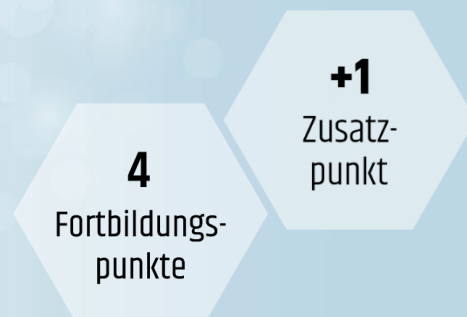 4
Fortbildungs-
punkte
+1
Zusatz-
punkt